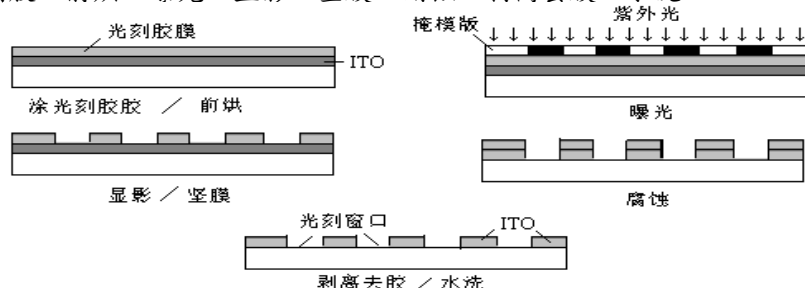 光刻胶膜
ITO
涂光刻胶胶 / 前烘
紫外光
掩模版
曝光
显影/坚膜
腐蚀
光刻窗口
ITO
剥离去胶/水洗